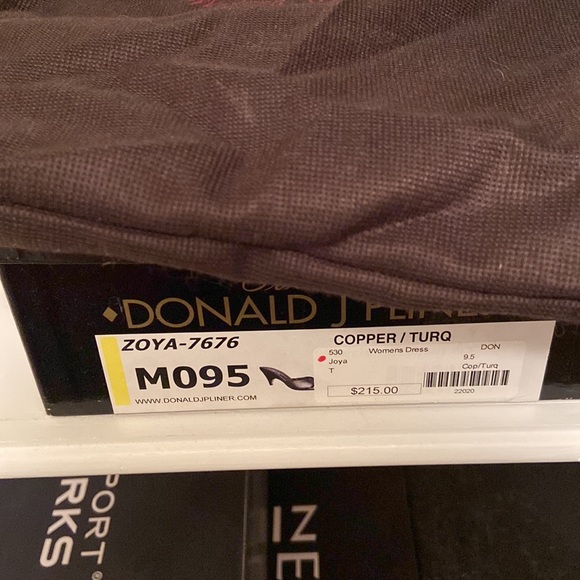 ◆DONALD J PLINER
ZOYA-7676
M095
WWW.DONALDJPLINER.COM
COPPER / TURQ
530 Womens Dress DON
Joya 9.5
T Cop/Turq
$215.00
22020
PORT
RKS
NE